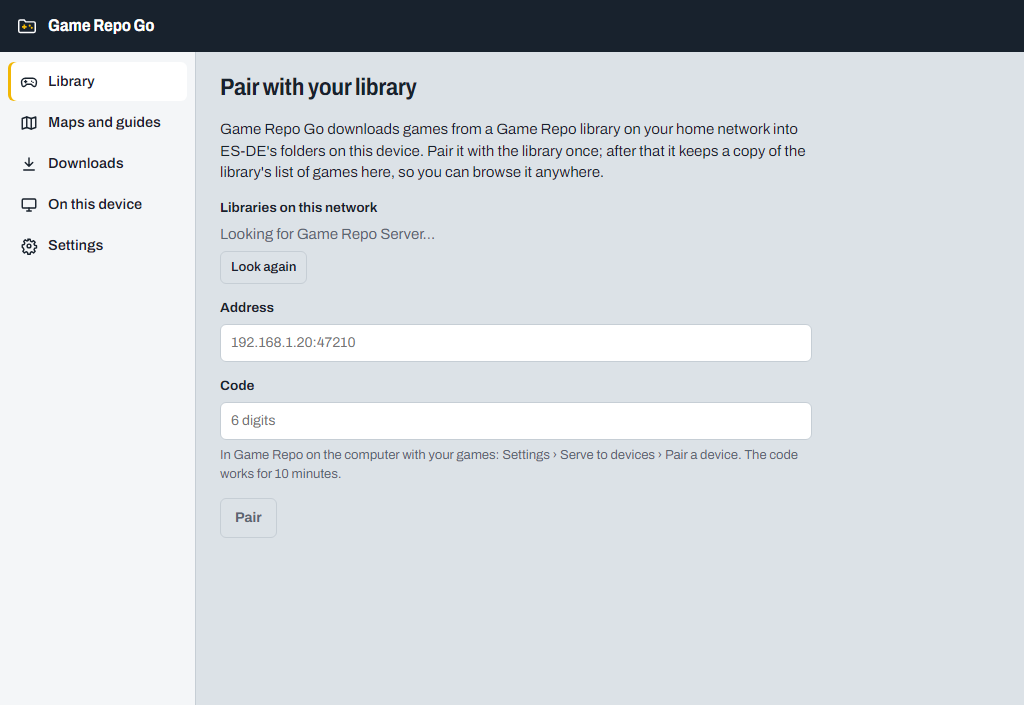 Game Repo Go
Library
Maps and guides
Downloads
On this device
Settings
Pair with your library
Game Repo Go downloads games from a Game Repo library on your home network into
ES-DE's folders on this device. Pair it with the library once; after that it keeps a copy of the
library's list of games here, so you can browse it anywhere.
Libraries on this network
Looking for Game Repo Server...
Look again
Address
192.168.1.20:47210
Code
6 digits
In Game Repo on the computer with your games: Settings › Serve to devices › Pair a device. The code
works for 10 minutes.
Pair